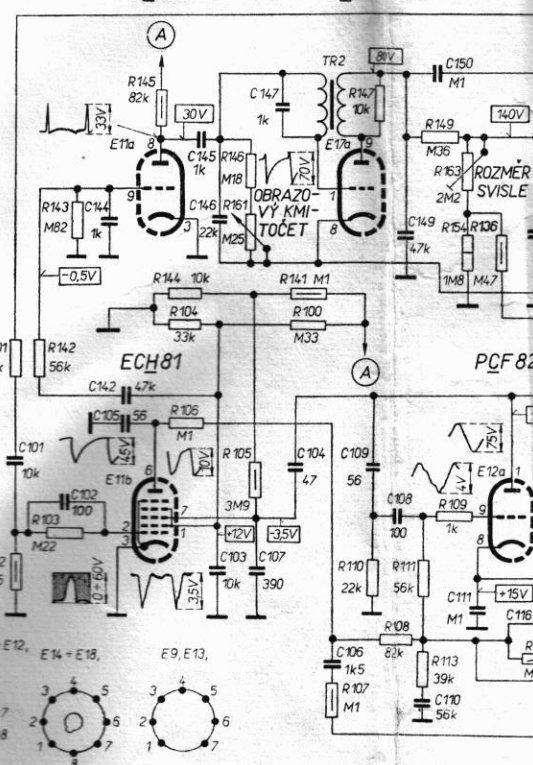 A
TR2
80V
C150
M1
R145
82k
30V
C147
1k
R147
10k
33V
140V
E11a
8
C145
1k
E17a
9
R149
M36
R146
M18
70V
R163
2M2
ROZMĚR
SVISLE
9
R143
M82
C144
1k
OBRAZO-
VÝ KMI-
TOČET
1
R161
M25
3
C146
22k
8
C149
47k
R154
1M8
R136
M47
-0,5V
R144 10k
R141 M1
R104
33k
R100
M33
R142
56k
ECH81
A
PCF 82
C142 47k
C105 56
R106
M1
C101
10k
45V
10V
R105
3M9
C104
47
C109
56
75V
4V
E12a
1
E11b
6
C102
100
R103
M22
2
3
7
1
+12V
-3,5V
C108
100
R109
1k
9
8
C103
10k
C107
390
R110
22k
R111
56k
C111
M1
+15V
10÷60V
3,5V
C116
R108
82k
E12,
E14÷E18,
E9, E13,
C106
1k5
R107
M1
R113
39k
C110
56k
4
3
5
2
6
1
7
8
4
3
5
2
6
1
7